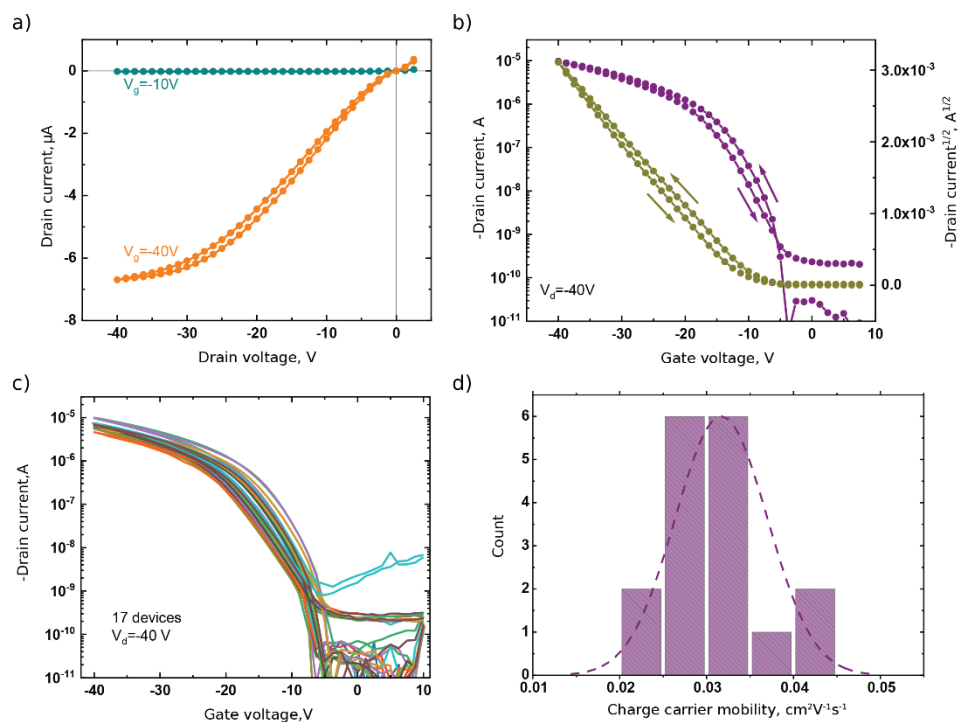 a)
0
-2
-4
-6
-8
Drain current, µA
Vg=-10V
Vg=-40V
-40
-30
-20
-10
0
Drain voltage, V
b)
10⁻⁵
10⁻⁶
10⁻⁷
10⁻⁸
10⁻⁹
10⁻¹⁰
10⁻¹¹
-Drain current, A
3.0x10⁻³
2.0x10⁻³
1.0x10⁻³
0.0
-Drain current¹ᐟ², A¹ᐟ²
Vd=-40V
-40
-30
-20
-10
0
10
Gate voltage, V
c)
10⁻⁵
10⁻⁶
10⁻⁷
10⁻⁸
10⁻⁹
10⁻¹⁰
10⁻¹¹
-Drain current,A
17 devices
Vd=-40 V
-40
-30
-20
-10
0
10
Gate voltage,V
d)
6
5
4
3
2
1
0
Count
0.01
0.02
0.03
0.04
0.05
Charge carrier mobility, cm²V⁻¹s⁻¹